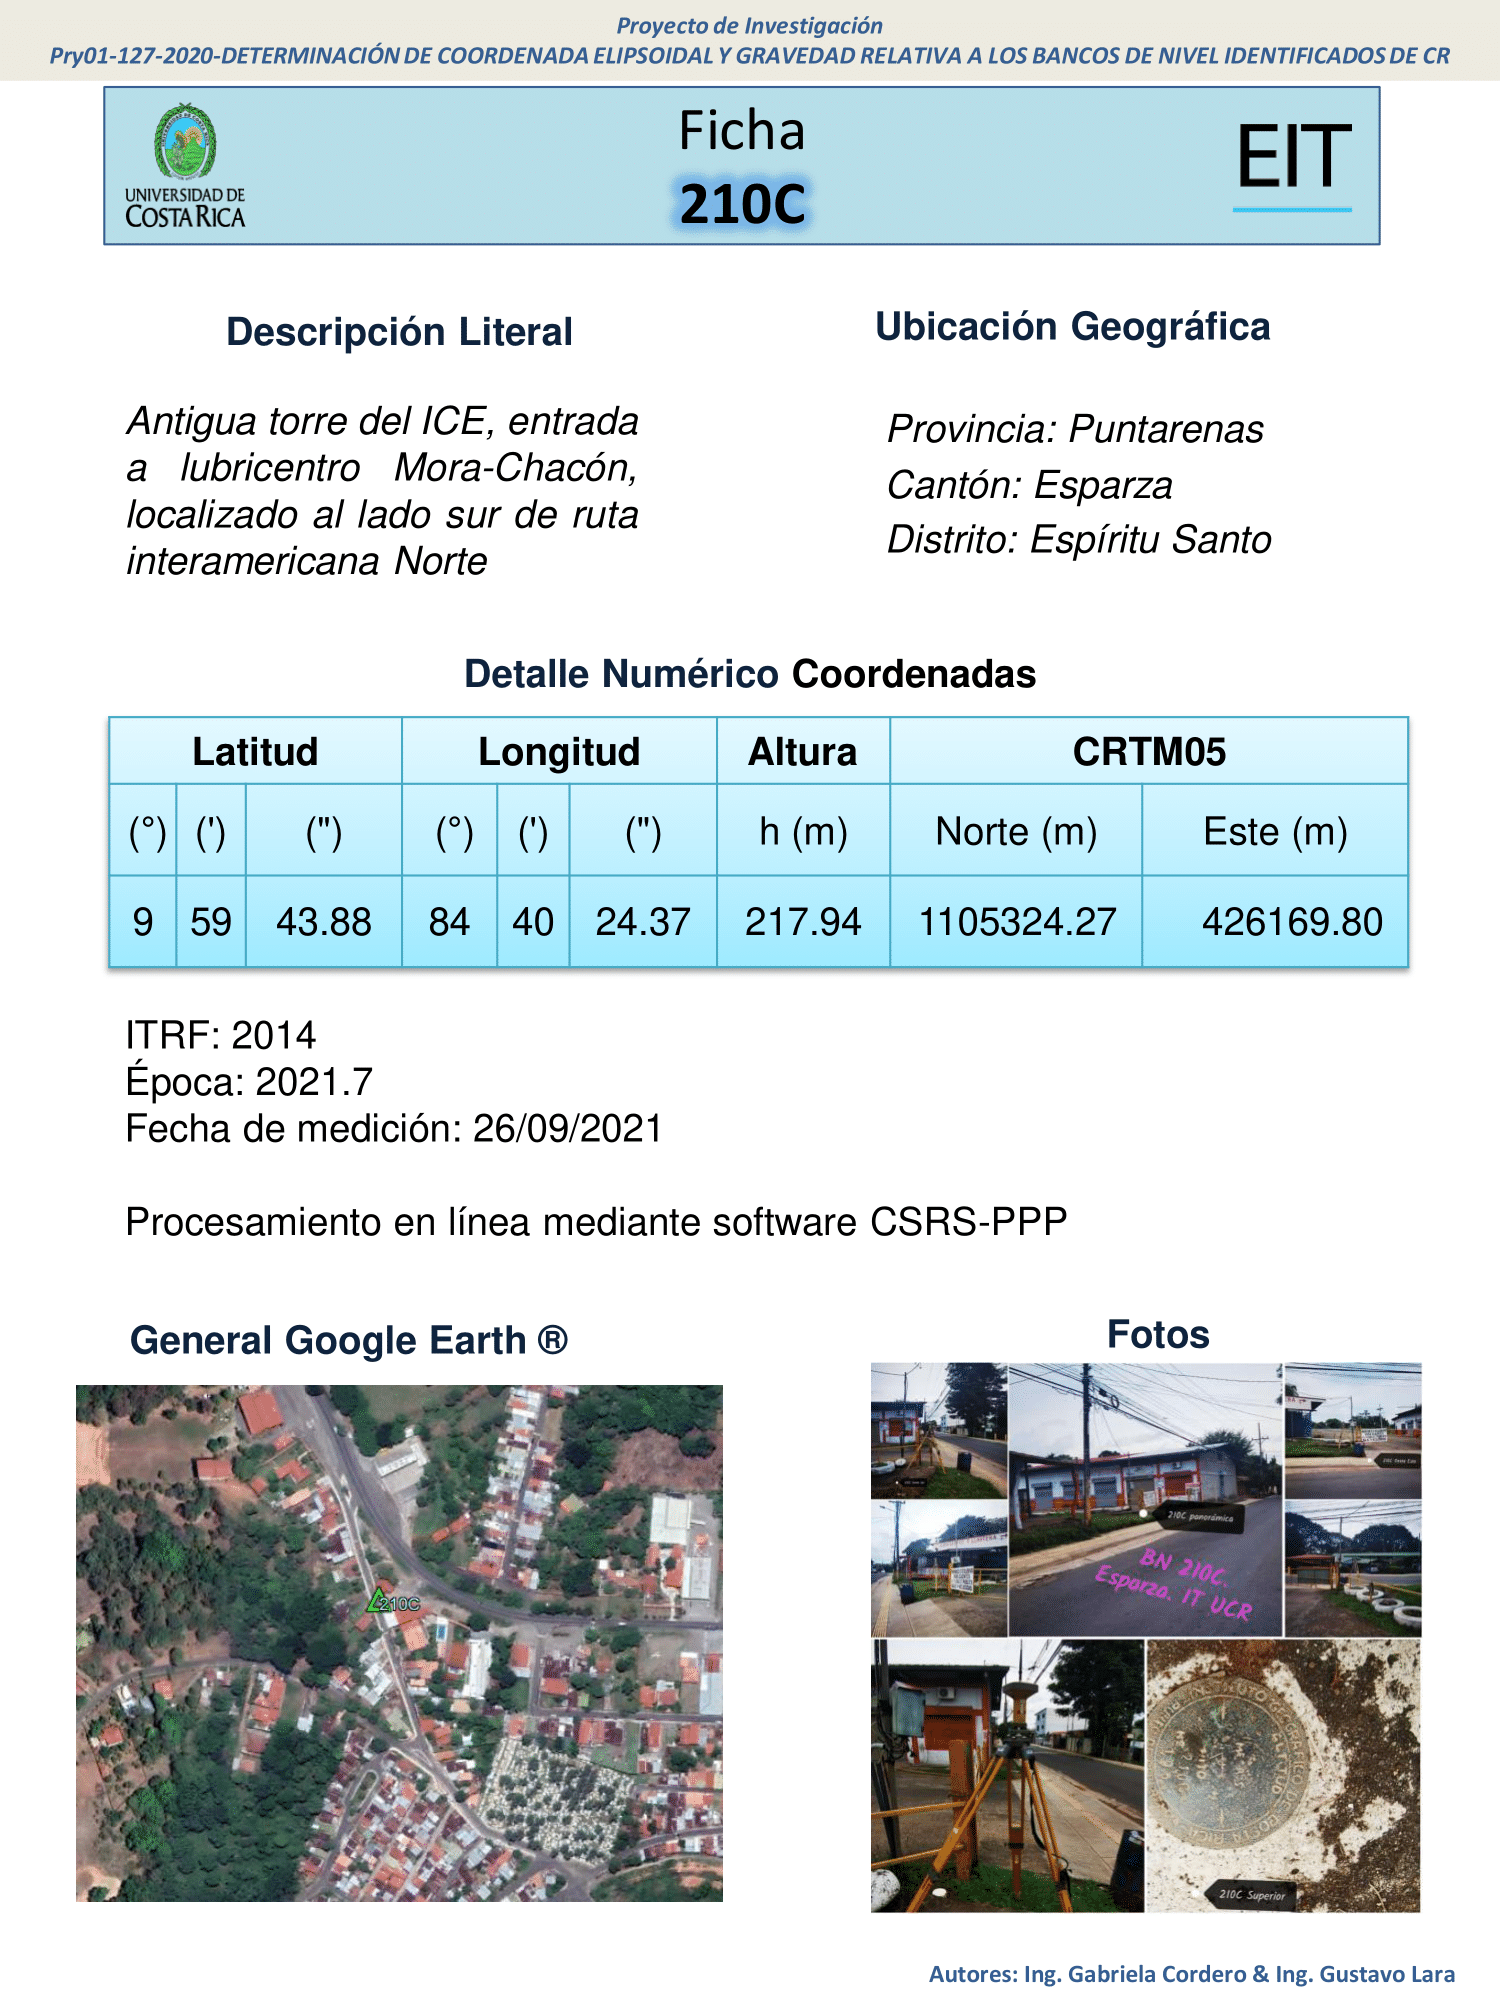 Proyecto de Investigación
Pry01-127-2020-DETERMINACIÓN DE COORDENADA ELIPSOIDAL Y GRAVEDAD RELATIVA A LOS BANCOS DE NIVEL IDENTIFICADOS DE CR
UNIVERSIDAD DE
COSTA RICA
Ficha
210C
EIT
Descripción Literal
Antigua torre del ICE, entrada
a lubricentro Mora-Chacón,
localizado al lado sur de ruta
interamericana Norte
Ubicación Geográfica
Provincia: Puntarenas
Cantón: Esparza
Distrito: Espíritu Santo
Detalle Numérico Coordenadas
Latitud Longitud Altura CRTM05
(°) (') (") (°) (') (") h (m) Norte (m) Este (m)
9 59 43.88 84 40 24.37 217.94 1105324.27 426169.80
ITRF: 2014
Época: 2021.7
Fecha de medición: 26/09/2021
Procesamiento en línea mediante software CSRS-PPP
General Google Earth ®
210C
Fotos
210C panorámica
BN 210C.
Esparza. IT UCR
210C Superior
Autores: Ing. Gabriela Cordero & Ing. Gustavo Lara